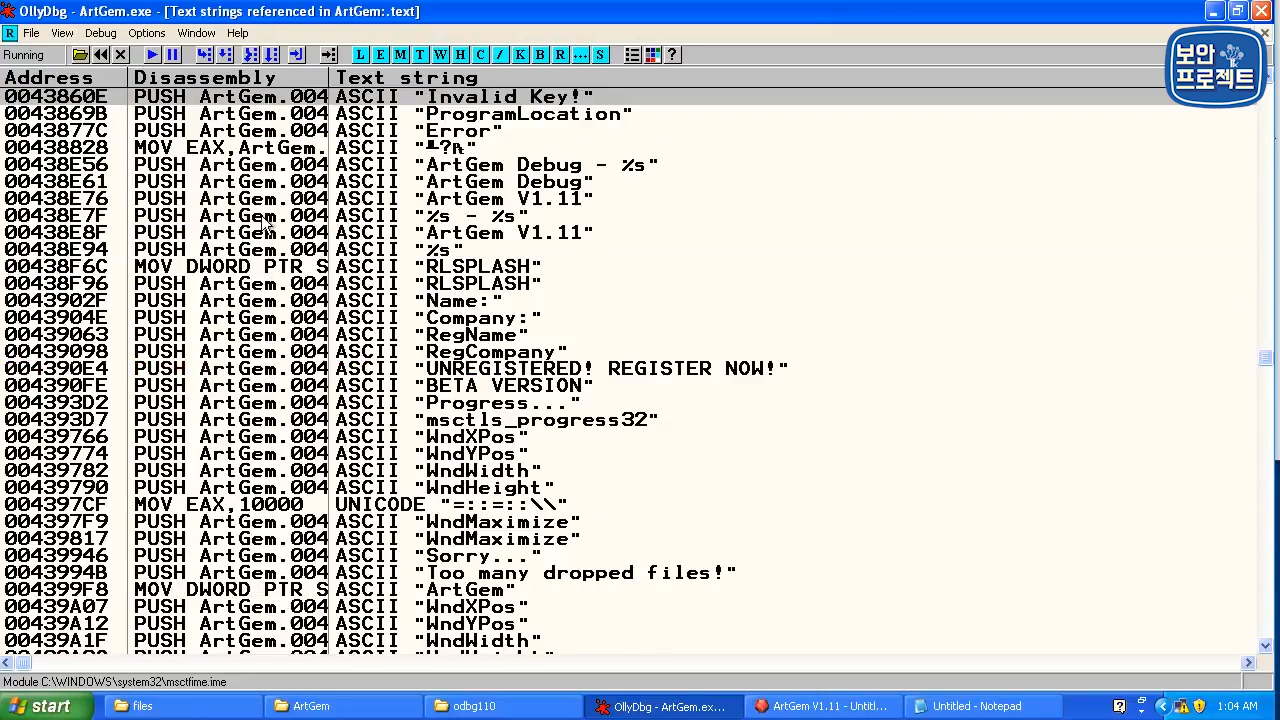 OllyDbg - ArtGem.exe - [Text strings referenced in ArtGem:.text]
R File View Debug Options Window Help
Running L E M T W H C / K B R ... S ?
보안
프로젝트
Address Disassembly Text string
0043860E PUSH ArtGem.004 ASCII "Invalid Key!"
0043869B PUSH ArtGem.004 ASCII "ProgramLocation"
0043877C PUSH ArtGem.004 ASCII "Error"
00438828 MOV EAX,ArtGem. ASCII
00438E56 PUSH ArtGem.004 ASCII "ArtGem Debug - %s"
00438E61 PUSH ArtGem.004 ASCII "ArtGem Debug"
00438E76 PUSH ArtGem.004 ASCII "ArtGem V1.11"
00438E7F PUSH ArtGem.004 ASCII "%s - %s"
00438E8F PUSH ArtGem.004 ASCII "ArtGem V1.11"
00438E94 PUSH ArtGem.004 ASCII "%s"
00438F6C MOV DWORD PTR S ASCII "RLSPLASH"
00438F96 PUSH ArtGem.004 ASCII "RLSPLASH"
0043902F PUSH ArtGem.004 ASCII "Name:"
0043904E PUSH ArtGem.004 ASCII "Company:"
00439063 PUSH ArtGem.004 ASCII "RegName"
00439098 PUSH ArtGem.004 ASCII "RegCompany"
004390E4 PUSH ArtGem.004 ASCII "UNREGISTERED! REGISTER NOW!"
004390FE PUSH ArtGem.004 ASCII "BETA VERSION"
004393D2 PUSH ArtGem.004 ASCII "Progress..."
004393D7 PUSH ArtGem.004 ASCII "msctls_progress32"
00439766 PUSH ArtGem.004 ASCII "WndXPos"
00439774 PUSH ArtGem.004 ASCII "WndYPos"
00439782 PUSH ArtGem.004 ASCII "WndWidth"
00439790 PUSH ArtGem.004 ASCII "WndHeight"
004397CF MOV EAX,10000 UNICODE "=::=::\\"
004397F9 PUSH ArtGem.004 ASCII "WndMaximize"
00439817 PUSH ArtGem.004 ASCII "WndMaximize"
00439946 PUSH ArtGem.004 ASCII "Sorry..."
0043994B PUSH ArtGem.004 ASCII "Too many dropped files!"
004399F8 MOV DWORD PTR S ASCII "ArtGem"
00439A07 PUSH ArtGem.004 ASCII "WndXPos"
00439A12 PUSH ArtGem.004 ASCII "WndYPos"
00439A1F PUSH ArtGem.004 ASCII "WndWidth"
Module C:\WINDOWS\system32\msctfime.ime
start files ArtGem odbg110 OllyDbg - ArtGem.ex... ArtGem V1.11 - Untitl... Untitled - Notepad ? 1:04 AM